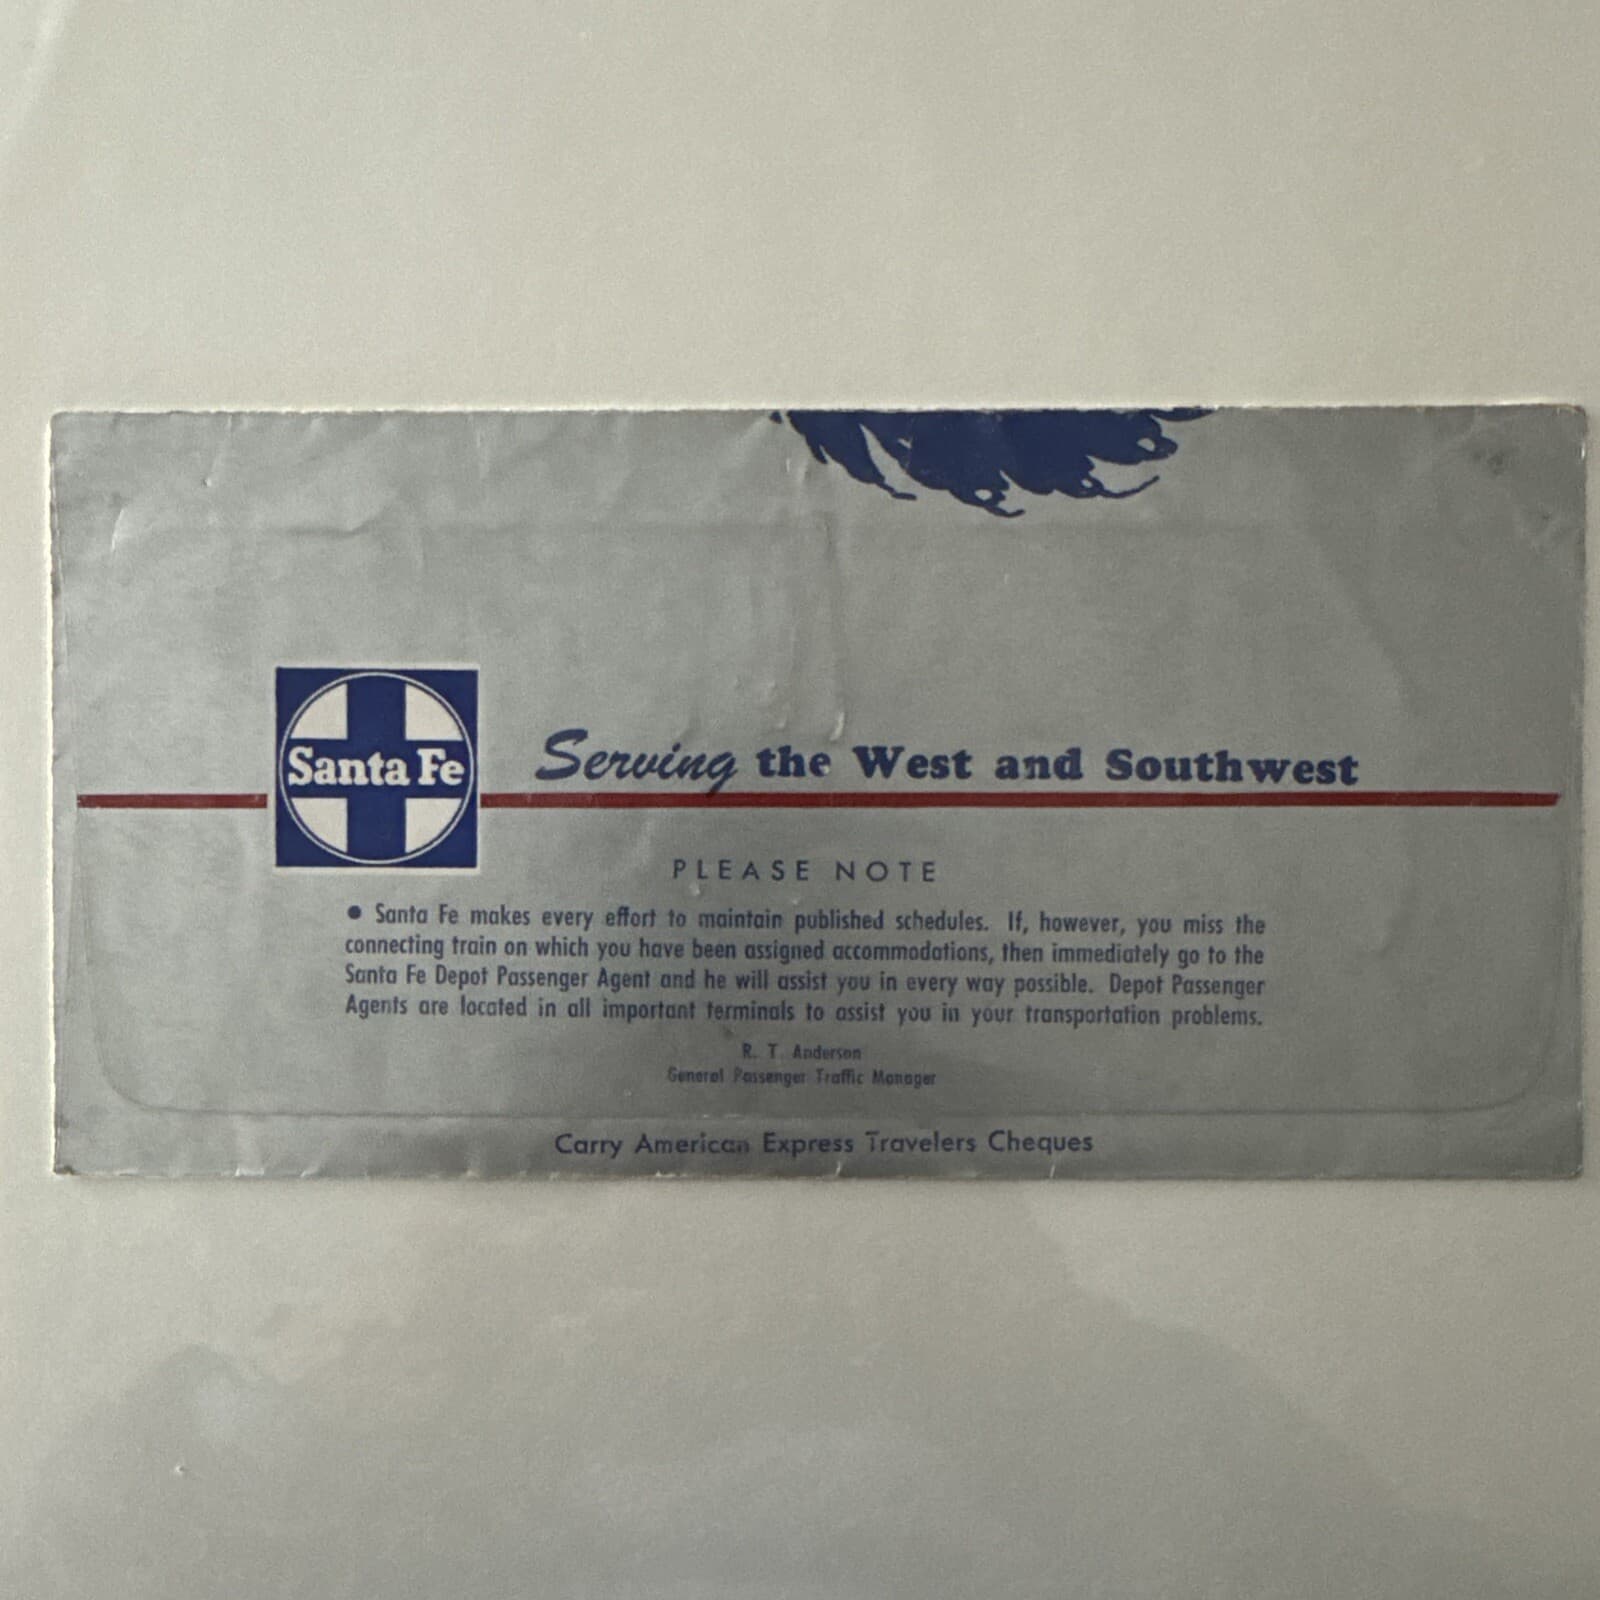 Santa Fe
Serving the West and Southwest
PLEASE NOTE
• Santa Fe makes every effort to maintain published schedules. If, however, you miss the
connecting train on which you have been assigned accommodations, then immediately go to the
Santa Fe Depot Passenger Agent and he will assist you in every way possible. Depot Passenger
Agents are located in all important terminals to assist you in your transportation problems.
R. T. Anderson
General Passenger Traffic Manager
Carry American Express Travelers Cheques